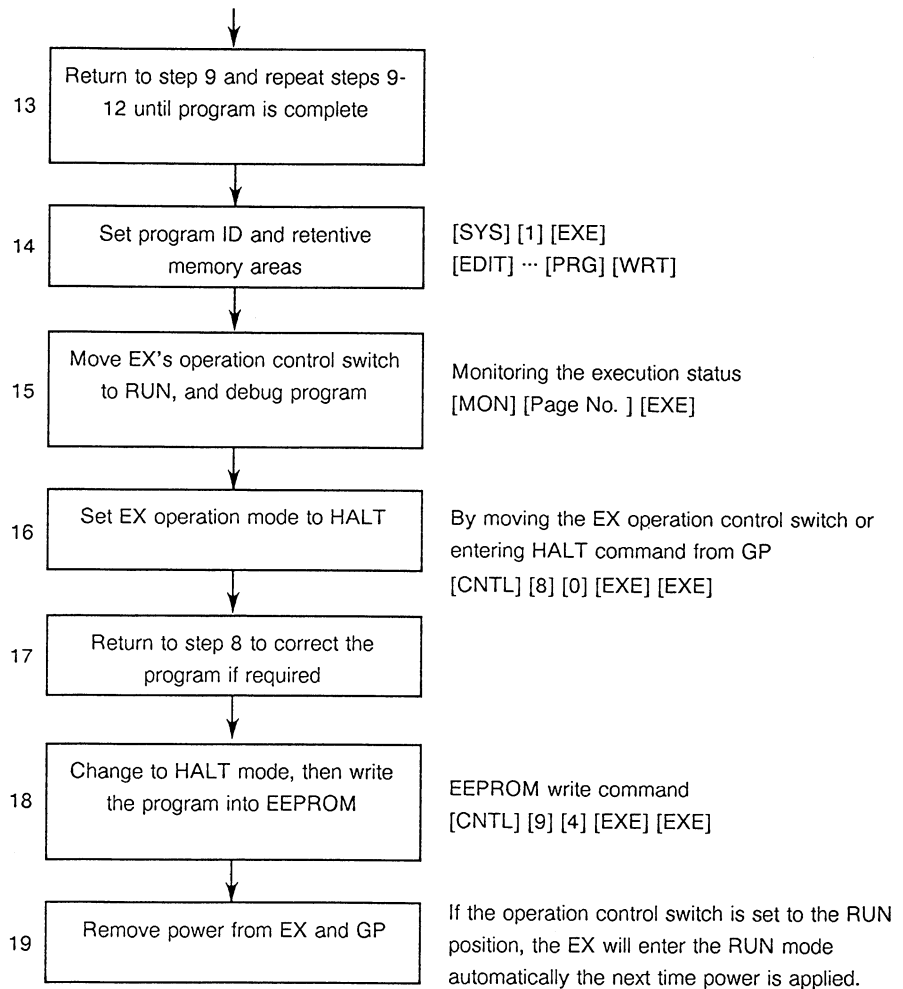 Return to step 9 and repeat steps 9-
13
12 until program is complete
14
Set program ID and retentive
memory areas
[SYS] [1] [EXE]
[EDIT] ··· [PRG] [WRT]
15
Move EX's operation control switch
to RUN, and debug program
Monitoring the execution status
[MON] [Page No. ] [EXE]
16
Set EX operation mode to HALT
By moving the EX operation control switch or
entering HALT command from GP
[CNTL] [8] [0] [EXE] [EXE]
17
Return to step 8 to correct the
program if required
18
Change to HALT mode, then write
the program into EEPROM
EEPROM write command
[CNTL] [9] [4] [EXE] [EXE]
19
Remove power from EX and GP
If the operation control switch is set to the RUN
position, the EX will enter the RUN mode
automatically the next time power is applied.